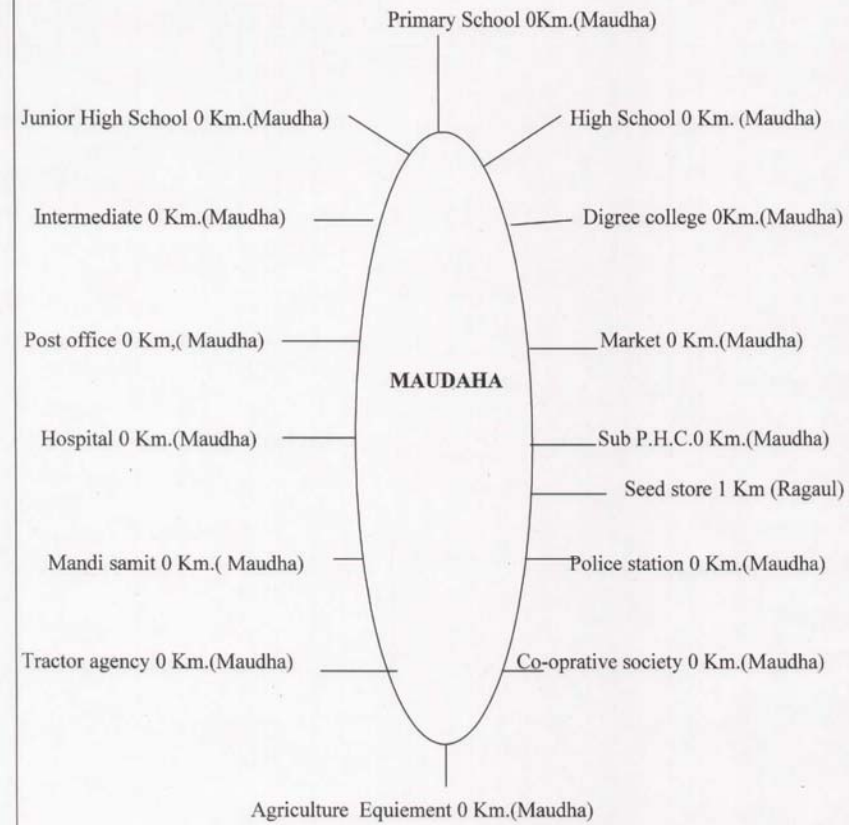 Primary School 0Km.(Maudha)
Junior High School 0 Km.(Maudha)
High School 0 Km. (Maudha)
Intermediate 0 Km.(Maudha)
Digree college 0Km.(Maudha)
Post office 0 Km,( Maudha)
Market 0 Km.(Maudha)
MAUDAHA
Hospital 0 Km.(Maudha)
Sub P.H.C.0 Km.(Maudha)
Seed store 1 Km (Ragaul)
Mandi samit 0 Km.( Maudha)
Police station 0 Km.(Maudha)
Tractor agency 0 Km.(Maudha)
Co-oprative society 0 Km.(Maudha)
Agriculture Equiement 0 Km.(Maudha)